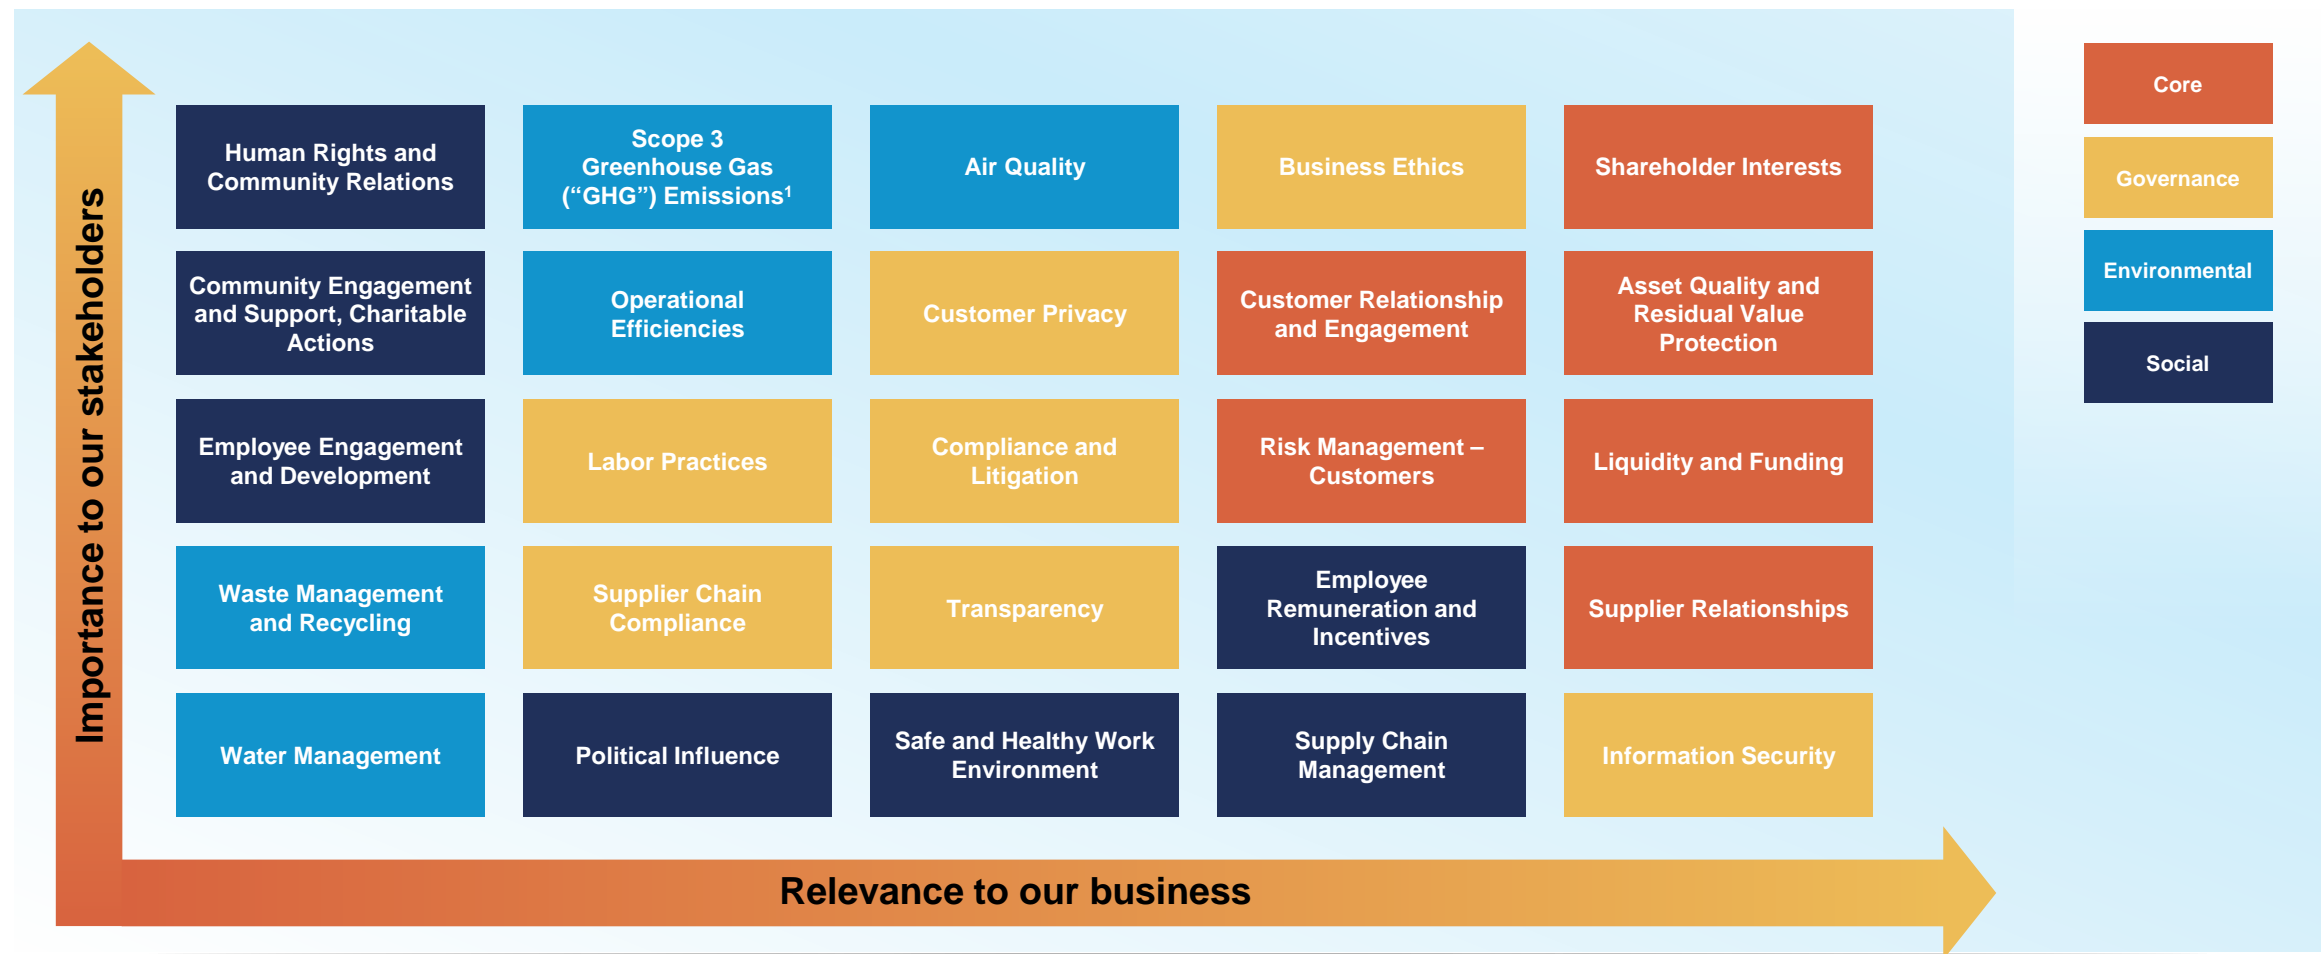 Importance to our stakeholders
Human Rights and
Community Relations
Scope 3
Greenhouse Gas
(“GHG”) Emissions¹
Air Quality
Business Ethics
Shareholder Interests
Community Engagement
and Support, Charitable
Actions
Operational
Efficiencies
Customer Privacy
Customer Relationship
and Engagement
Asset Quality and
Residual Value
Protection
Employee Engagement
and Development
Labor Practices
Compliance and
Litigation
Risk Management –
Customers
Liquidity and Funding
Waste Management
and Recycling
Supplier Chain
Compliance
Transparency
Employee
Remuneration and
Incentives
Supplier Relationships
Water Management
Political Influence
Safe and Healthy Work
Environment
Supply Chain
Management
Information Security
Relevance to our business
Core
Governance
Environmental
Social